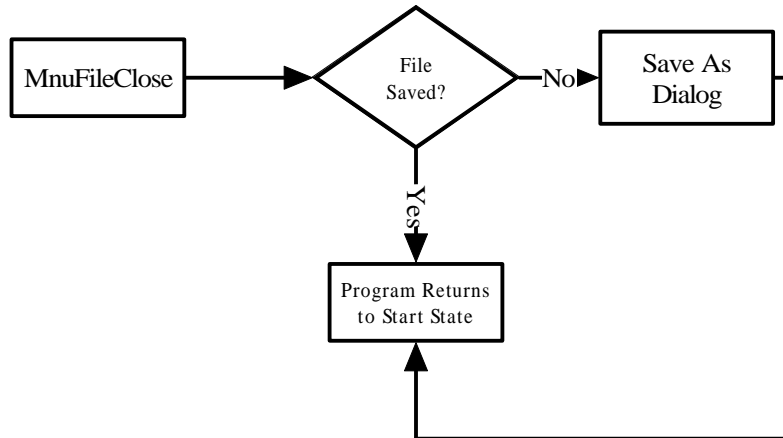 MnuFileClose
File
Saved?
No
Save As
Dialog
Yes
Program Returns
to Start State